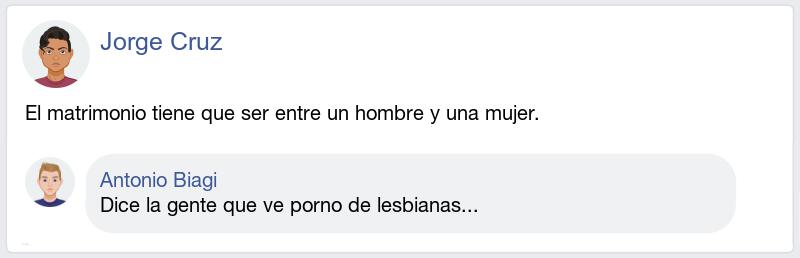 Jorge Cruz
El matrimonio tiene que ser entre un hombre y una mujer.
Antonio Biagi
Dice la gente que ve porno de lesbianas...